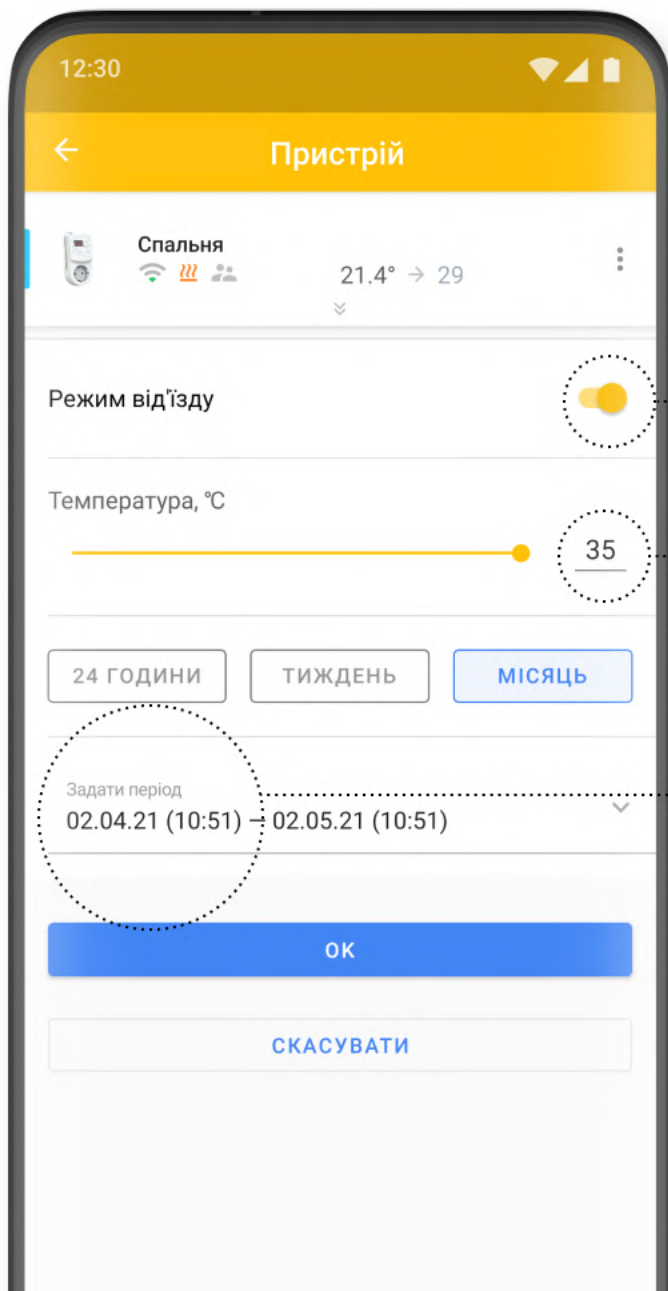 12:30
Пристрій
Спальня
21.4° → 29
Режим від'їзду
Температура, °C
35
24 ГОДИНИ
ТИЖДЕНЬ
МІСЯЦЬ
Задати період
02.04.21 (10:51) — 02.05.21 (10:51)
ОК
СКАСУВАТИ